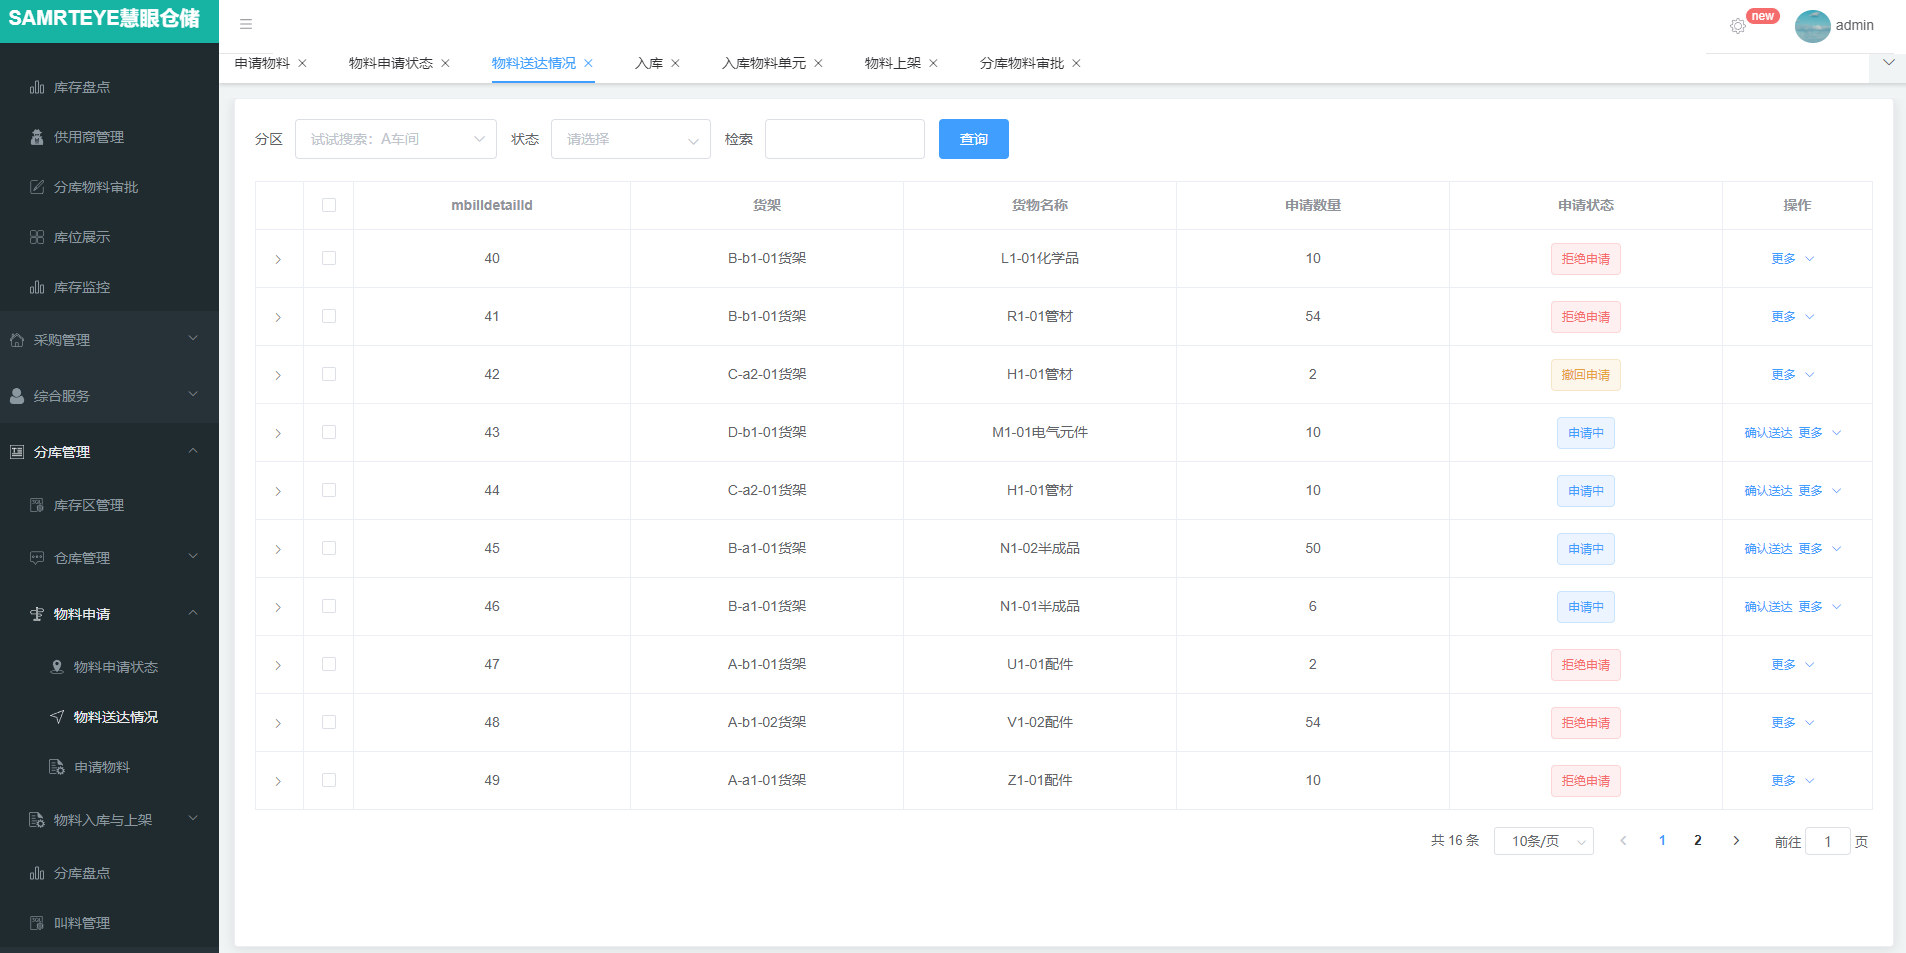 SAMRTEYE慧眼仓储
库存盘点
供用商管理
分库物料审批
库位展示
库存监控
采购管理
综合服务
分库管理
库存区管理
仓库管理
物料申请
物料申请状态
物料送达情况
申请物料
物料入库与上架
分库盘点
叫料管理
new
admin
申请物料 物料申请状态 物料送达情况 入库 入库物料单元 物料上架 分库物料审批
分区 试试搜索：A车间 状态 请选择 检索 查询
mbilldetailId 货架 货物名称 申请数量 申请状态 操作
40 B-b1-01货架 L1-01化学品 10 拒绝申请 更多
41 B-b1-01货架 R1-01管材 54 拒绝申请 更多
42 C-a2-01货架 H1-01管材 2 撤回申请 更多
43 D-b1-01货架 M1-01电气元件 10 申请中 确认送达 更多
44 C-a2-01货架 H1-01管材 10 申请中 确认送达 更多
45 B-a1-01货架 N1-02半成品 50 申请中 确认送达 更多
46 B-a1-01货架 N1-01半成品 6 申请中 确认送达 更多
47 A-b1-01货架 U1-01配件 2 拒绝申请 更多
48 A-b1-02货架 V1-02配件 54 拒绝申请 更多
49 A-a1-01货架 Z1-01配件 10 拒绝申请 更多
共 16 条 10条/页 1 2 前往 1 页